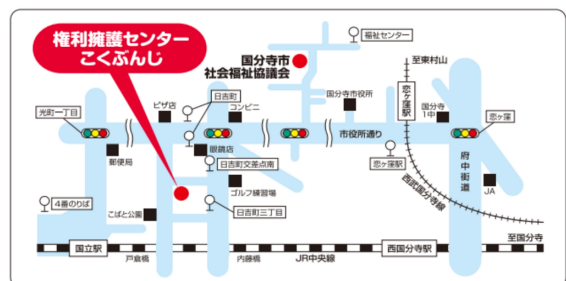 権利擁護センター
こくぶんじ
国分寺市
社会福祉協議会
福祉センター
至東村山
恋ヶ窪駅
ピザ店
日吉町
コンビニ
国分寺市役所
国分寺
1中
恋ヶ窪
光町一丁目
市役所通り
郵便局
眼鏡店
日吉町交差点南
恋ヶ窪駅
西武国分寺線
府中街道
JA
ゴルフ練習場
4番のりば
こばと公園
日吉町三丁目
至国分寺
国立駅
戸倉橋
内藤橋
JR中央線
西国分寺駅